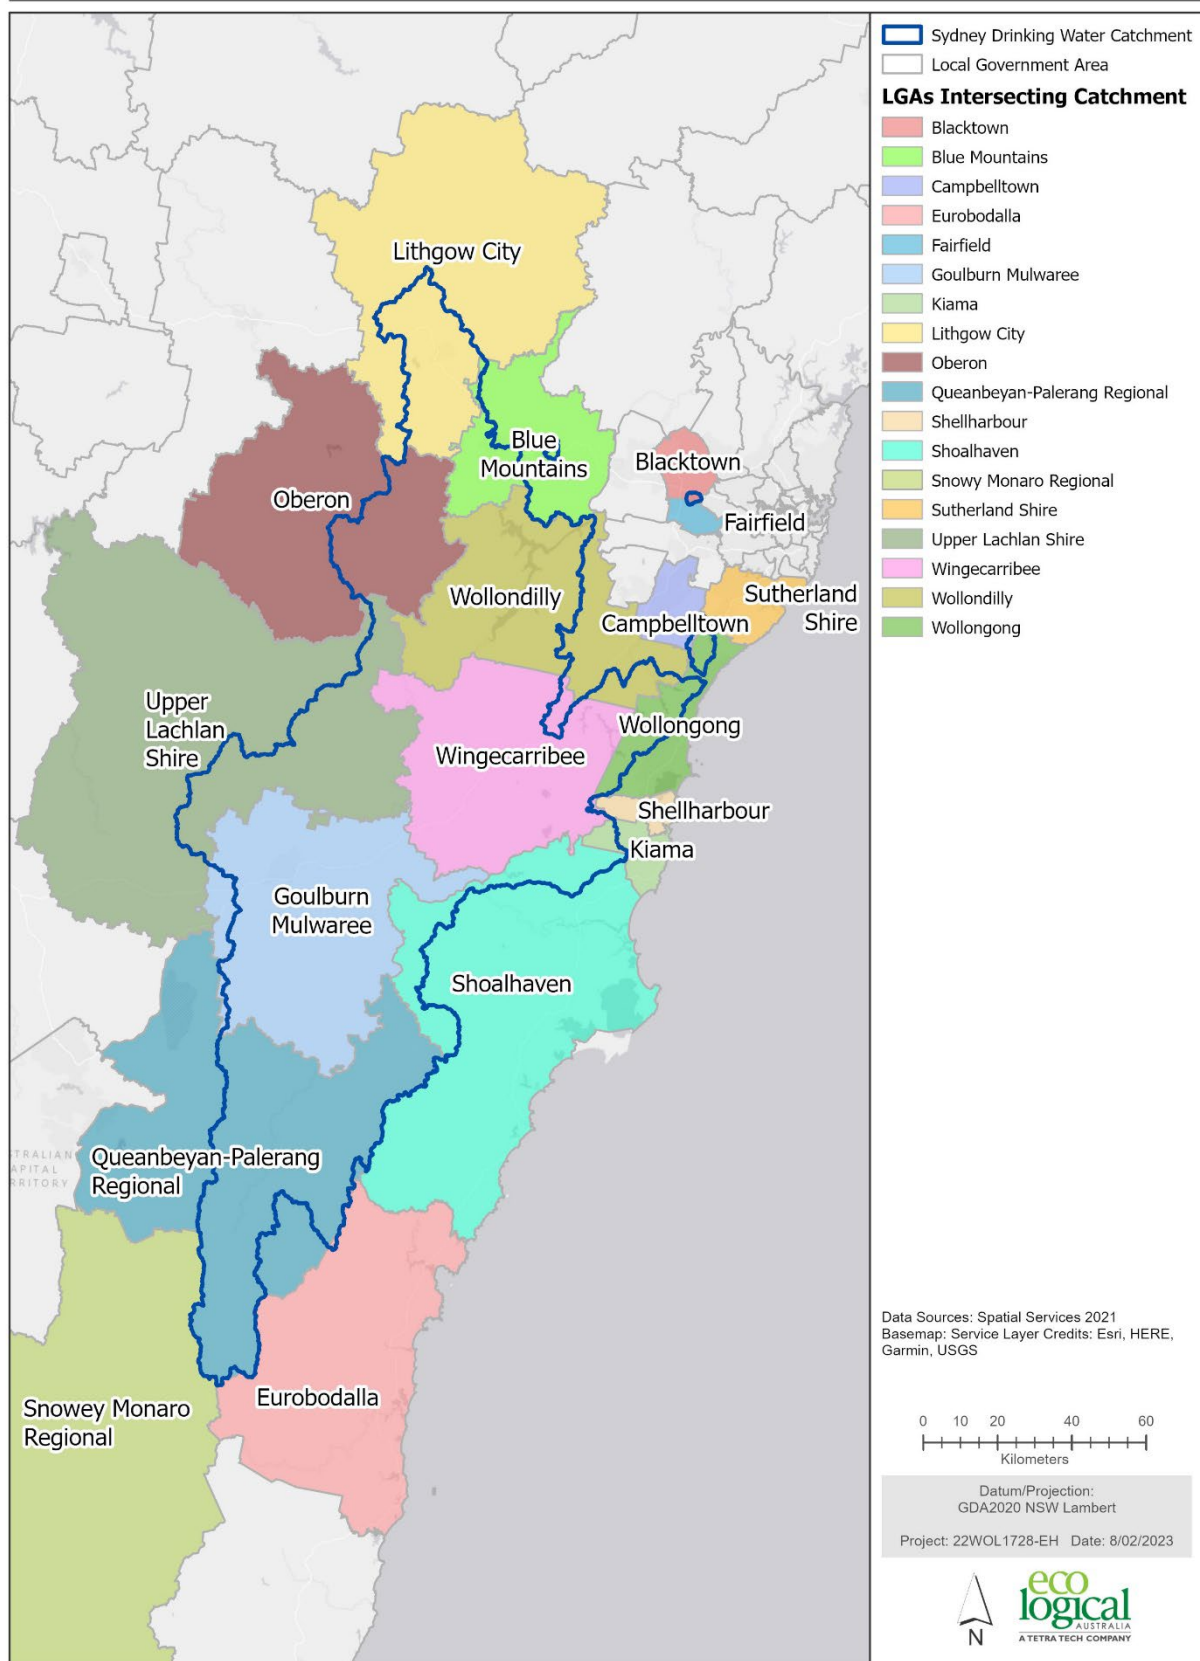 Sydney Drinking Water Catchment
Local Government Area
LGAs Intersecting Catchment
Blacktown
Blue Mountains
Campbelltown
Eurobodalla
Fairfield
Goulburn Mulwaree
Kiama
Lithgow City
Oberon
Queanbeyan-Palerang Regional
Shellharbour
Shoalhaven
Snowy Monaro Regional
Sutherland Shire
Upper Lachlan Shire
Wingecarribee
Wollondilly
Wollongong
Lithgow City
Blue
Mountains
Blacktown
Oberon
Fairfield
Wollondilly
Sutherland
Shire
Campbelltown
Upper
Lachlan
Shire
Wollongong
Wingecarribee
Shellharbour
Kiama
Goulburn
Mulwaree
Shoalhaven
TRALIAN
APITAL
RRITORY
Queanbeyan-Palerang
Regional
Eurobodalla
Snowey Monaro
Regional
Data Sources: Spatial Services 2021
Basemap: Service Layer Credits: Esri, HERE,
Garmin, USGS
0 10 20 40 60
Kilometers
Datum/Projection:
GDA2020 NSW Lambert
Project: 22WOL1728-EH Date: 8/02/2023
N
eco
logical
AUSTRALIA
A TETRA TECH COMPANY